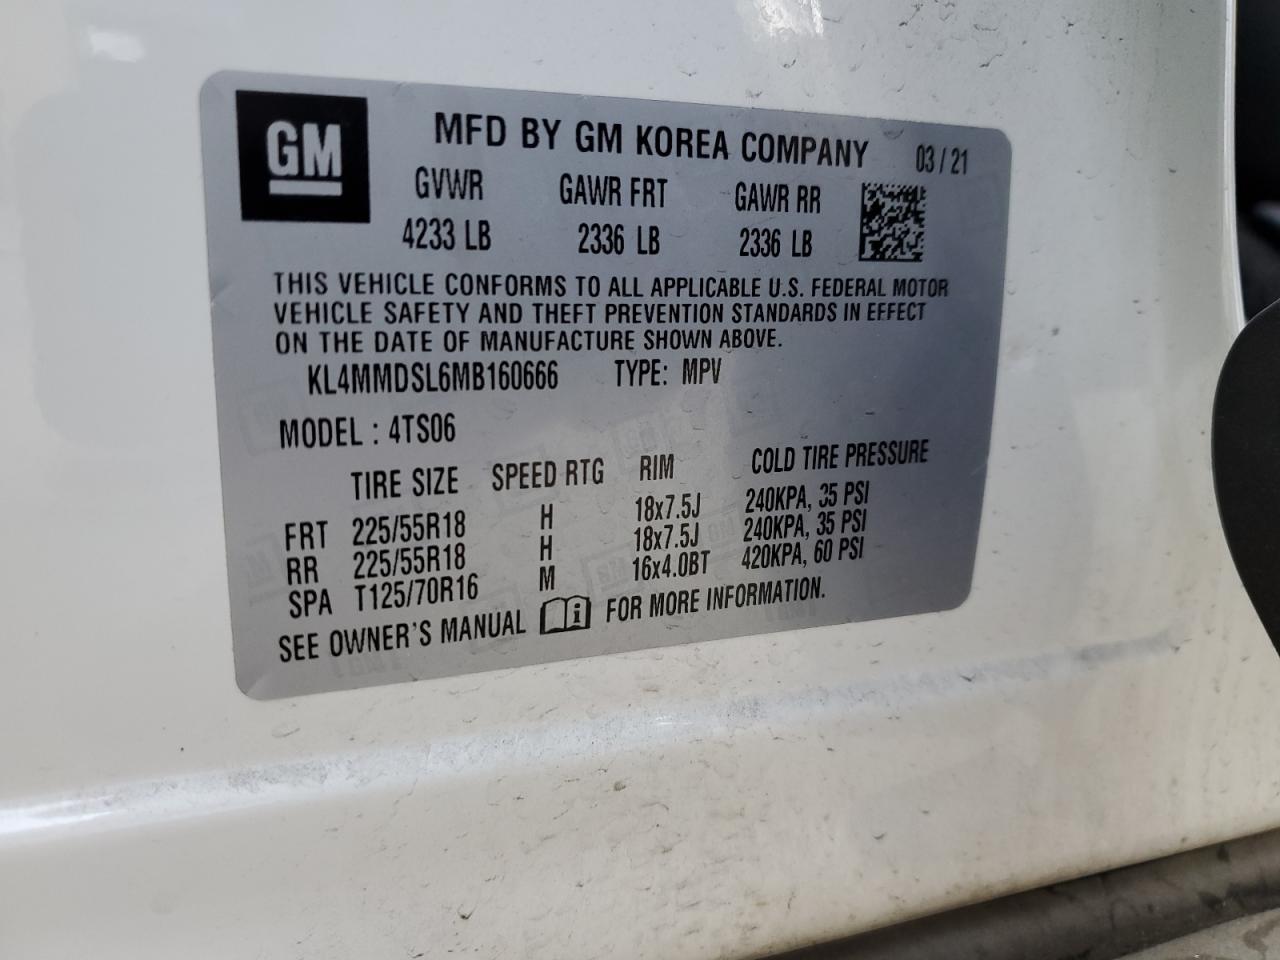 GM
MFD BY GM KOREA COMPANY 03/21
GVWR GAWR FRT GAWR RR
4233 LB 2336 LB 2336 LB
THIS VEHICLE CONFORMS TO ALL APPLICABLE U.S. FEDERAL MOTOR
VEHICLE SAFETY AND THEFT PREVENTION STANDARDS IN EFFECT
ON THE DATE OF MANUFACTURE SHOWN ABOVE.
KL4MMDSL6MB160666 TYPE: MPV
MODEL : 4TS06
TIRE SIZE SPEED RTG RIM COLD TIRE PRESSURE
FRT 225/55R18 H 18x7.5J 240KPA, 35 PSI
RR 225/55R18 H 18x7.5J 240KPA, 35 PSI
SPA T125/70R16 M 16x4.0BT 420KPA, 60 PSI
SEE OWNER'S MANUAL i FOR MORE INFORMATION.